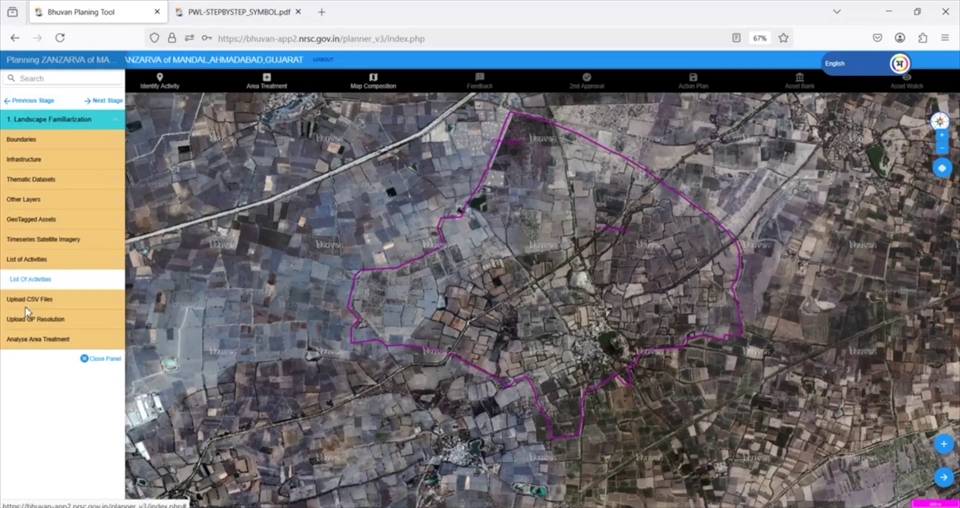 Bhuvan Planing Tool
PWL-STEPBYSTEP_SYMBOL.pdf
https://bhuvan-app2.nrsc.gov.in/planner_v3/index.php
67%
Planning ZANZARVA of MA...
ANZARVA of MANDAL,AHMADABAD,GUJARAT
LOGOUT
English
Search
Identify Activity
Area Treatment
Map Composition
Feedback
2nd Approval
Action Plan
Asset Bank
Asset Watch
Previous Stage
Next Stage
1. Landscape Familiarization
Boundaries
Infrastructure
Thematic Datasets
Other Layers
GeoTagged Assets
Timeseries Satellite Imagery
List of Activities
List Of Activities
Upload CSV Files
Upload GP Resolution
Analyse Area Treatment
Close Panel
https://bhuvan-app2.nrsc.gov.in/planner_v3/index.php#